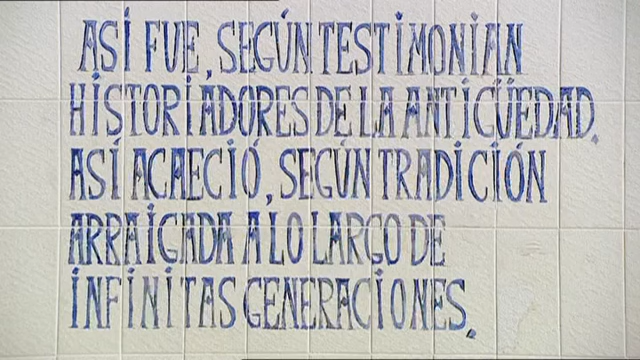 ASÍ FUE, SEGÚN TESTIMONIAN
HISTORIADORES DE LA ANTIGÜEDAD.
ASÍ ACAECIÓ, SEGÚN TRADICIÓN
ARRAIGADA A LO LARGO DE
INFINITAS GENERACIONES.